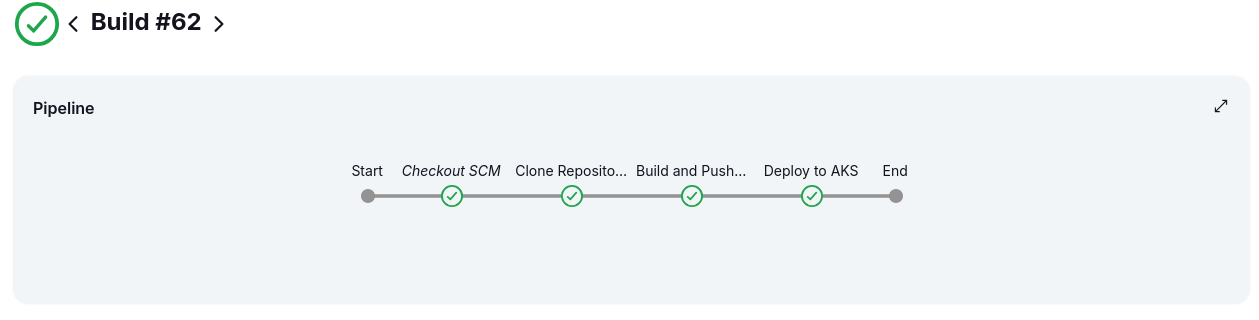 Build #62
Pipeline
Start Checkout SCM Clone Reposito... Build and Push... Deploy to AKS End